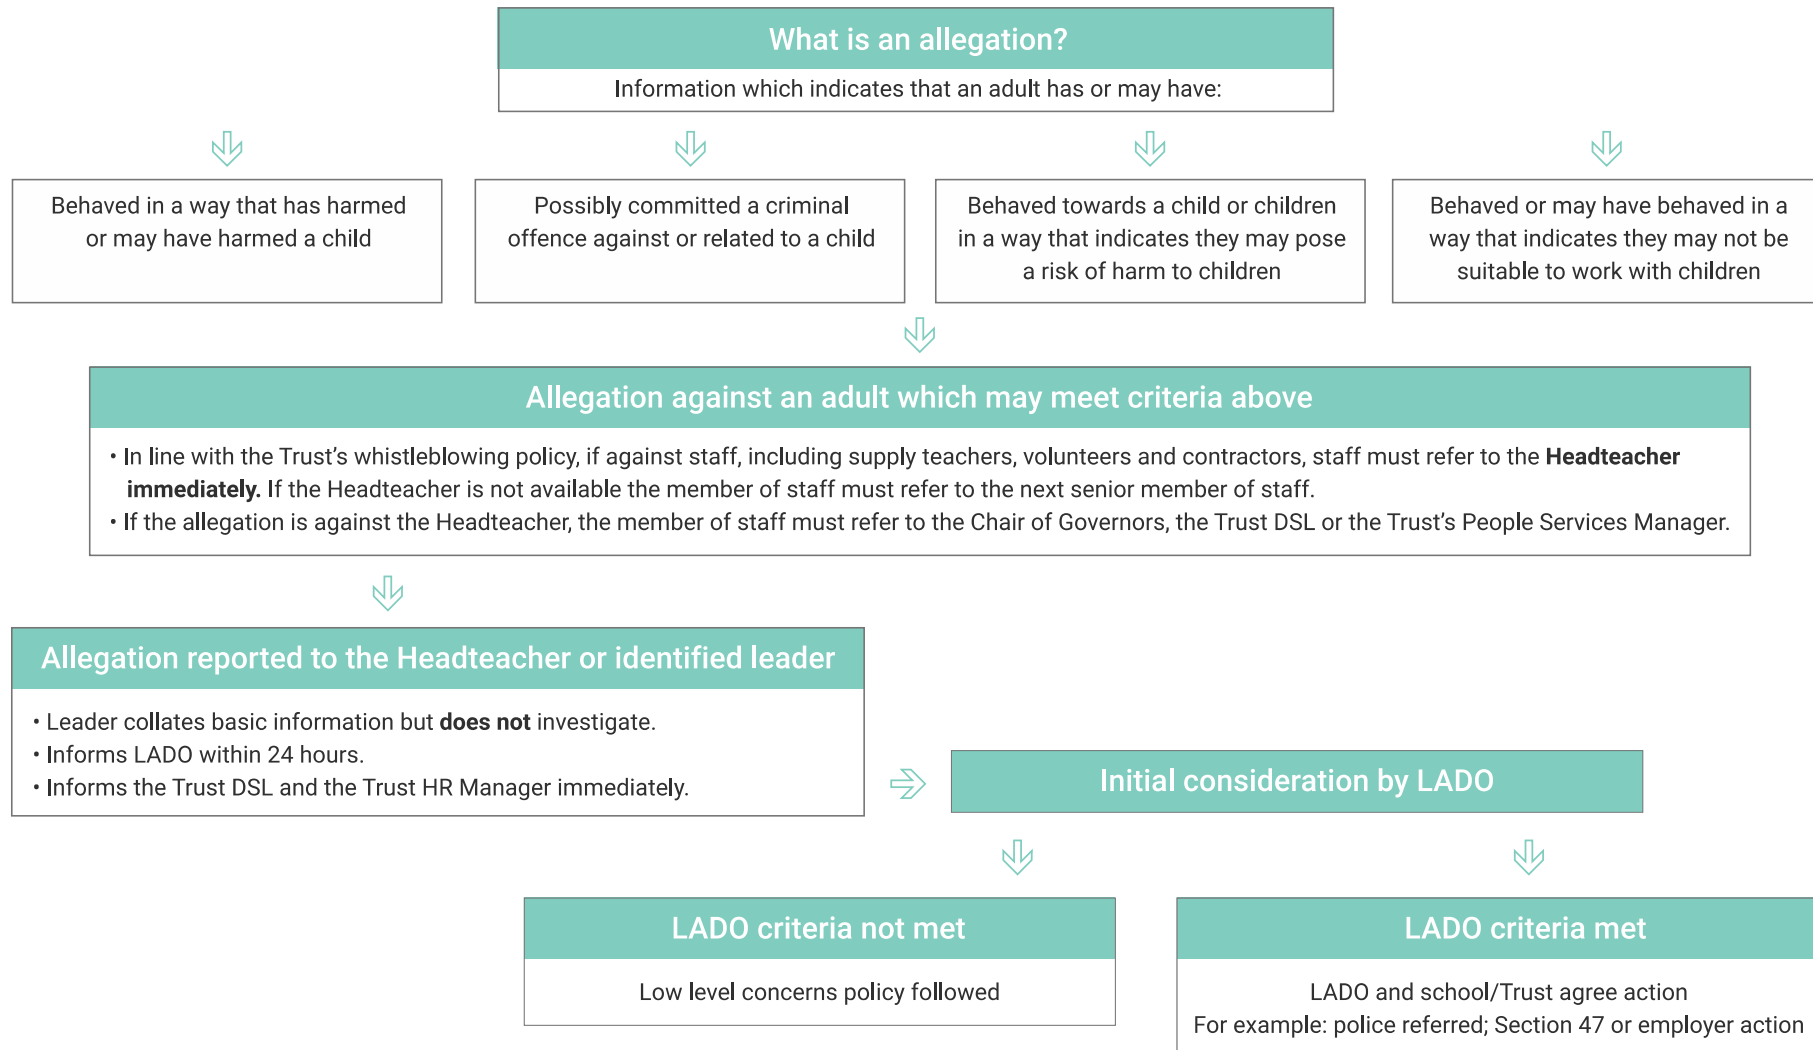 What is an allegation?
Information which indicates that an adult has or may have:
Behaved in a way that has harmed
or may have harmed a child
Possibly committed a criminal
offence against or related to a child
Behaved towards a child or children
in a way that indicates they may pose
a risk of harm to children
Behaved or may have behaved in a
way that indicates they may not be
suitable to work with children
Allegation against an adult which may meet criteria above
• In line with the Trust’s whistleblowing policy, if against staff, including supply teachers, volunteers and contractors, staff must refer to the Headteacher
immediately. If the Headteacher is not available the member of staff must refer to the next senior member of staff.
• If the allegation is against the Headteacher, the member of staff must refer to the Chair of Governors, the Trust DSL or the Trust’s People Services Manager.
Allegation reported to the Headteacher or identified leader
• Leader collates basic information but does not investigate.
• Informs LADO within 24 hours.
• Informs the Trust DSL and the Trust HR Manager immediately.
Initial consideration by LADO
LADO criteria not met
Low level concerns policy followed
LADO criteria met
LADO and school/Trust agree action
For example: police referred; Section 47 or employer action